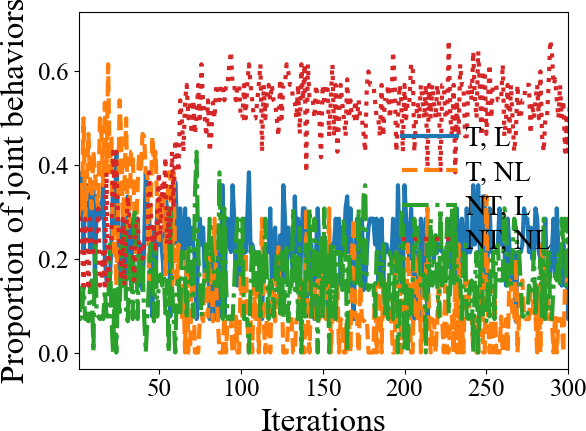 Proportion of joint behaviors
0.6
0.4
0.2
0.0
T, L
T, NL
NT, L
NT, NL
50 100 150 200 250 300
Iterations